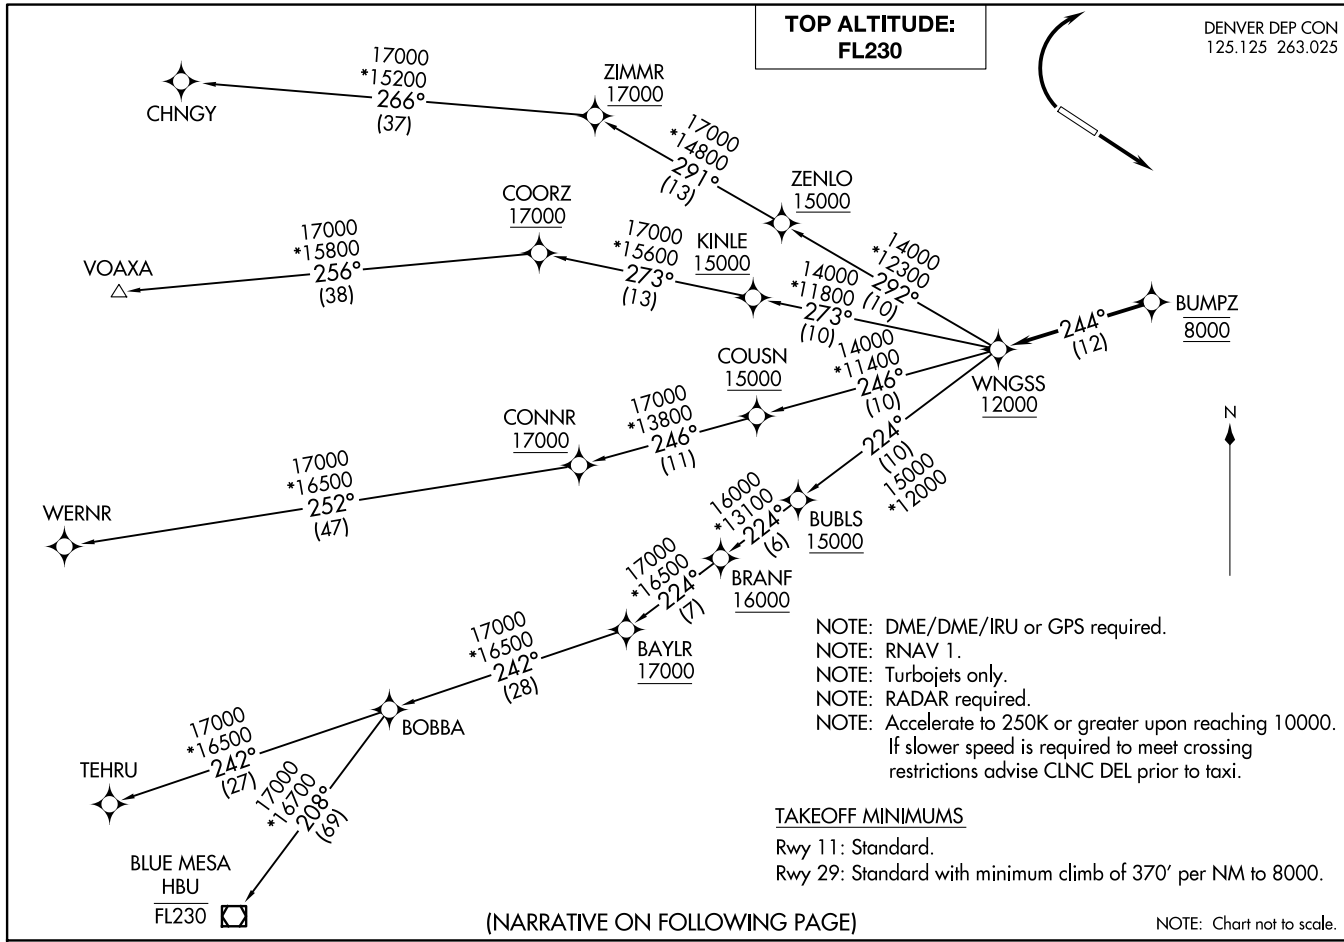 TOP ALTITUDE:
FL230
DENVER DEP CON
125.125 263.025
CHNGY
17000
*15200
266°
(37)
ZIMMR
17000
17000
*14800
291°
(13)
ZENLO
15000
14000
*12300
292°
(10)
VOAXA
17000
*15800
256°
(38)
COORZ
17000
17000
*15600
273°
(13)
KINLE
15000
14000
*11800
273°
(10)
BUMPZ
8000
244°
(12)
WNGSS
12000
WERNR
17000
*16500
252°
(47)
CONNR
17000
17000
*13800
246°
(11)
COUSN
15000
14000
*11400
246°
(10)
224°
(10)
15000
*12000
BUBLS
15000
16000
*13100
224°
(6)
BRANF
16000
17000
*16500
224°
(7)
BAYLR
17000
17000
*16500
242°
(28)
BOBBA
TEHRU
17000
*16500
242°
(27)
17000
*16700
208°
(69)
BLUE MESA
HBU
FL230
N
NOTE: DME/DME/IRU or GPS required.
NOTE: RNAV 1.
NOTE: Turbojets only.
NOTE: RADAR required.
NOTE: Accelerate to 250K or greater upon reaching 10000.
If slower speed is required to meet crossing
restrictions advise CLNC DEL prior to taxi.
TAKEOFF MINIMUMS
Rwy 11: Standard.
Rwy 29: Standard with minimum climb of 370' per NM to 8000.
(NARRATIVE ON FOLLOWING PAGE)
NOTE: Chart not to scale.